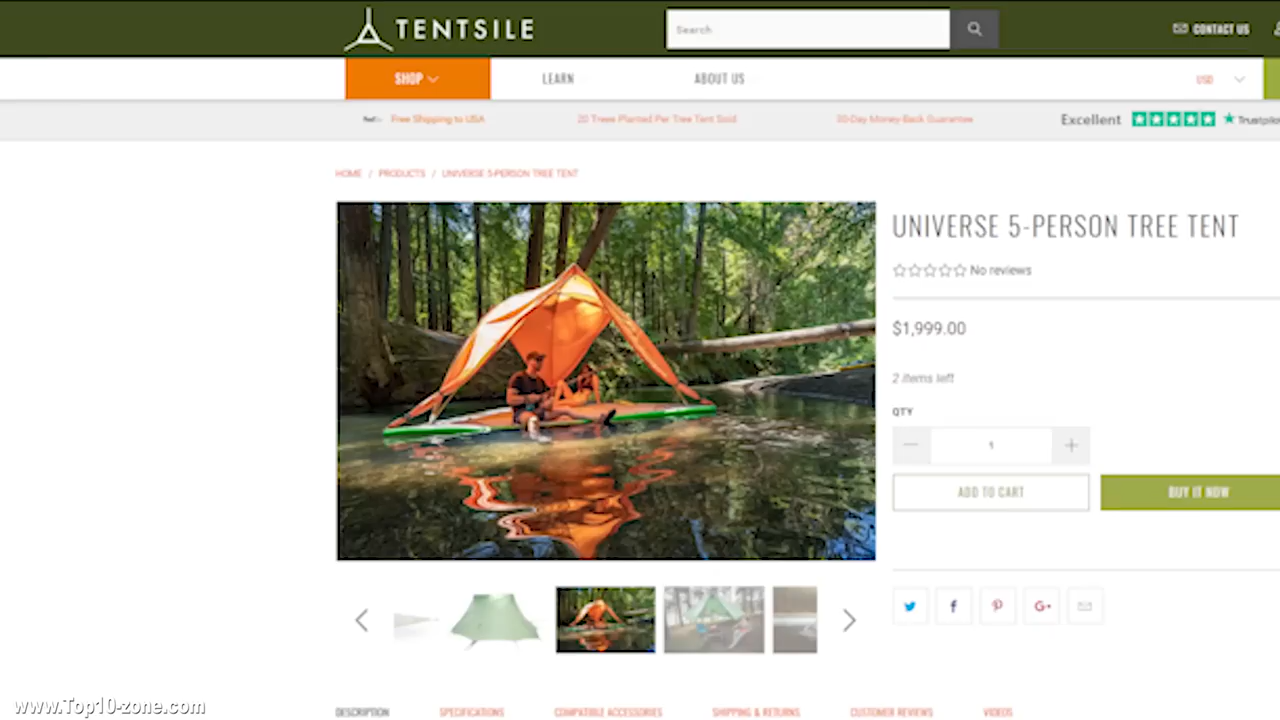 TENTSILE
Search
CONTACT US
SHOP
LEARN
ABOUT US
USD
Free Shipping to USA
20 Trees Planted Per Tree Tent Sold
30-Day Money-Back Guarantee
Excellent
HOME / PRODUCTS / UNIVERSE 5-PERSON TREE TENT
UNIVERSE 5-PERSON TREE TENT
No reviews
$1,999.00
2 items left
QTY
1
ADD TO CART
BUY IT NOW
DESCRIPTION
SPECIFICATIONS
COMPATIBLE ACCESSORIES
SHIPPING & RETURNS
CUSTOMER REVIEWS
VIDEOS
www.Top10-zone.com